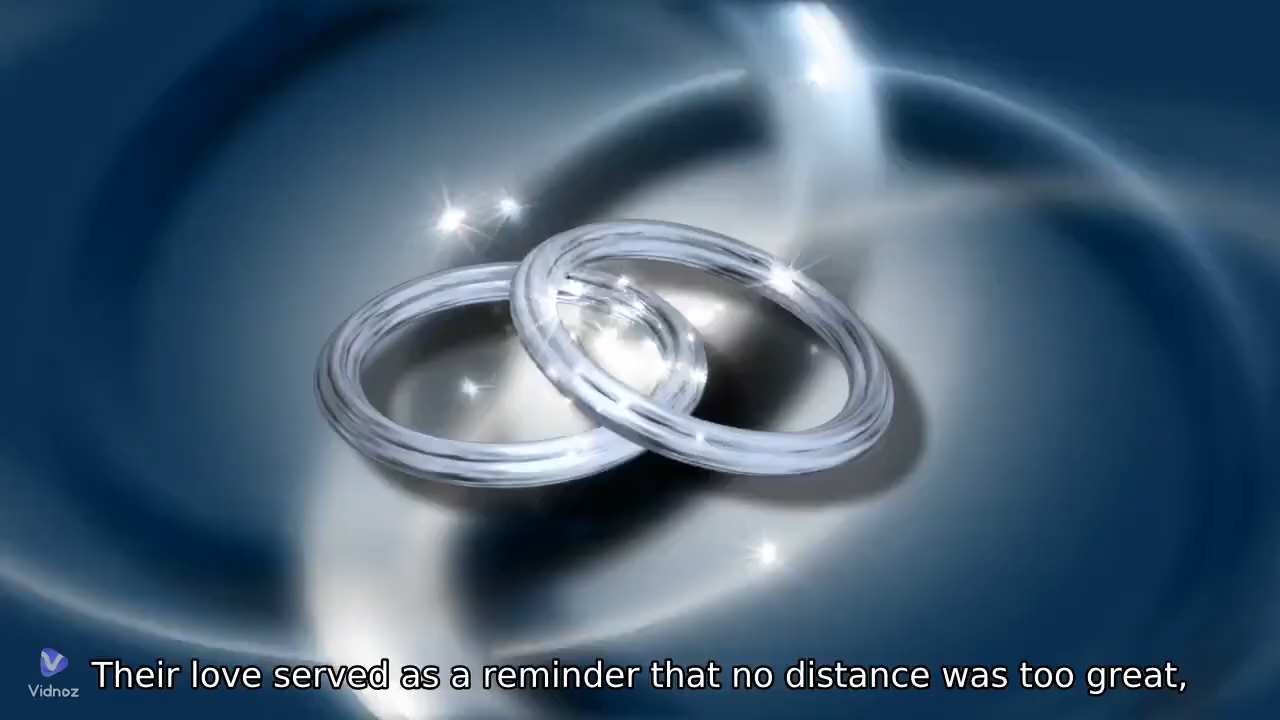 Their love served as a reminder that no distance was too great,
Vidnoz